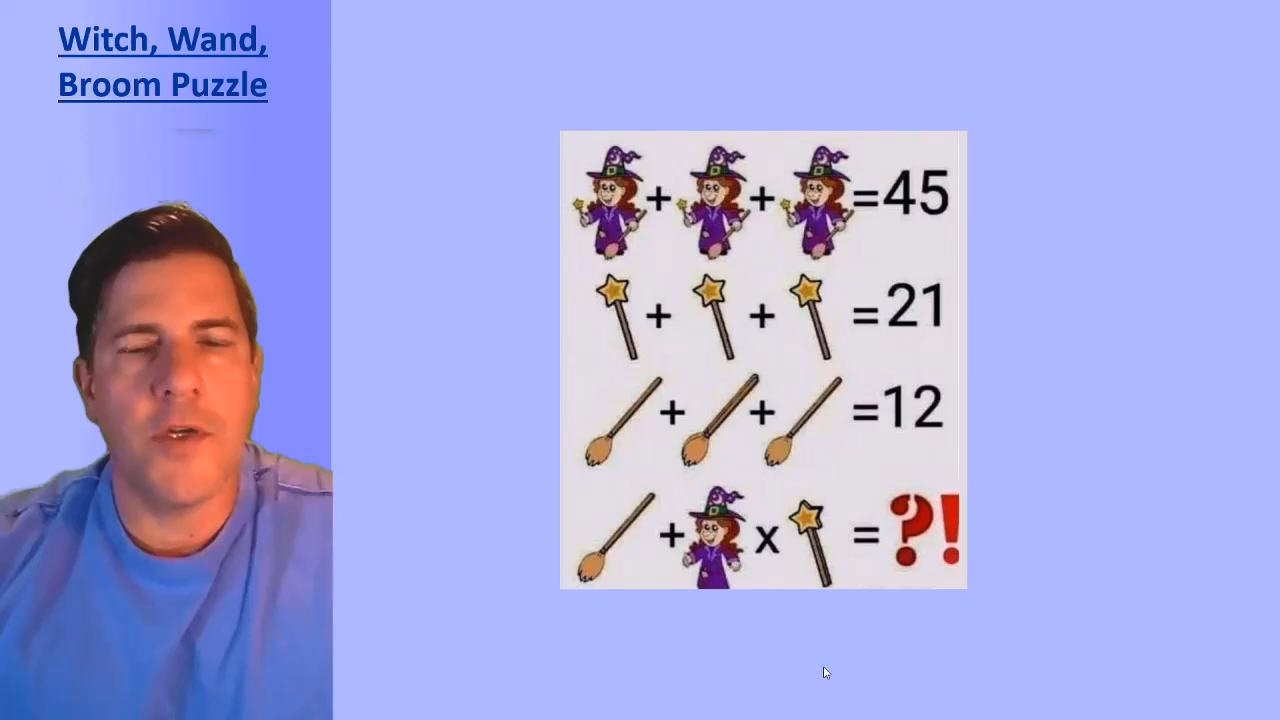 Witch, Wand,
Broom Puzzle
+ + =45
+ + =21
+ + =12
+ x = ?!